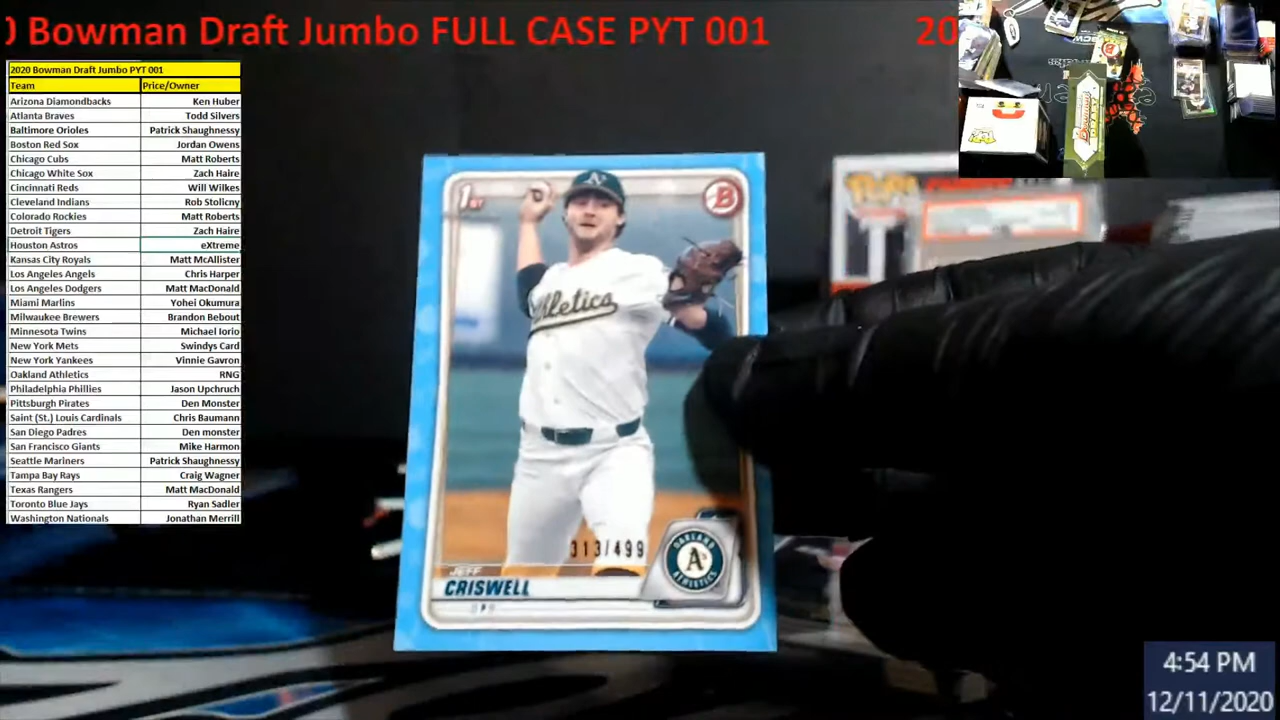 ) Bowman Draft Jumbo FULL CASE PYT 001 20
2020 Bowman Draft Jumbo PYT 001
Team Price/Owner
Arizona Diamondbacks Ken Huber
Atlanta Braves Todd Silvers
Baltimore Orioles Patrick Shaughnessy
Boston Red Sox Jordan Owens
Chicago Cubs Matt Roberts
Chicago White Sox Zach Haire
Cincinnati Reds Will Wilkes
Cleveland Indians Rob Stolicny
Colorado Rockies Matt Roberts
Detroit Tigers Zach Haire
Houston Astros eXtreme
Kansas City Royals Matt McAllister
Los Angeles Angels Chris Harper
Los Angeles Dodgers Matt MacDonald
Miami Marlins Yohei Okumura
Milwaukee Brewers Brandon Bebout
Minnesota Twins Michael Iorio
New York Mets Swindys Card
New York Yankees Vinnie Gavron
Oakland Athletics RNG
Philadelphia Phillies Jason Upchruch
Pittsburgh Pirates Den Monster
Saint (St.) Louis Cardinals Chris Baumann
San Diego Padres Den monster
San Francisco Giants Mike Harmon
Seattle Mariners Patrick Shaughnessy
Tampa Bay Rays Craig Wagner
Texas Rangers Matt MacDonald
Toronto Blue Jays Ryan Sadler
Washington Nationals Jonathan Merrill
1ST
B
A's
Athletics
313/499
JEFF
CRISWELL
OAKLAND
A's
ATHLETICS
4:54 PM
12/11/2020